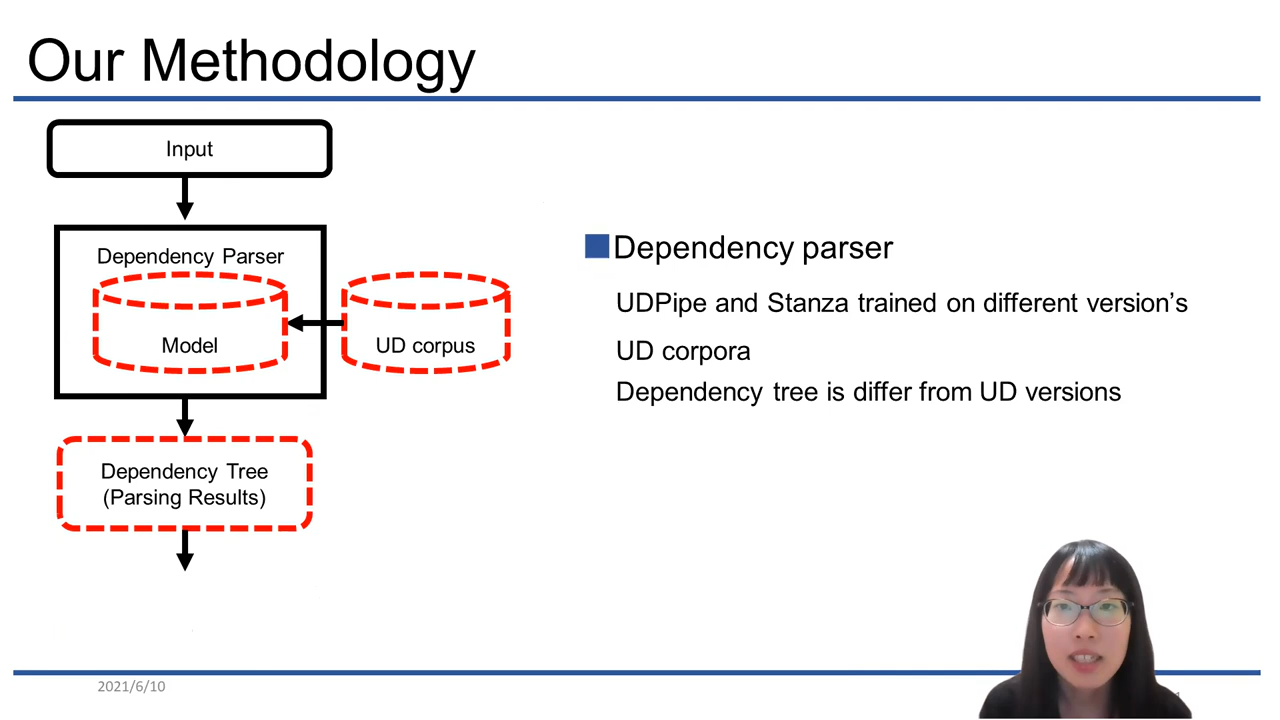 Our Methodology
Input
Dependency Parser
Model
UD corpus
Dependency Tree
(Parsing Results)
Dependency parser
UDPipe and Stanza trained on different version's
UD corpora
Dependency tree is differ from UD versions
2021/6/10